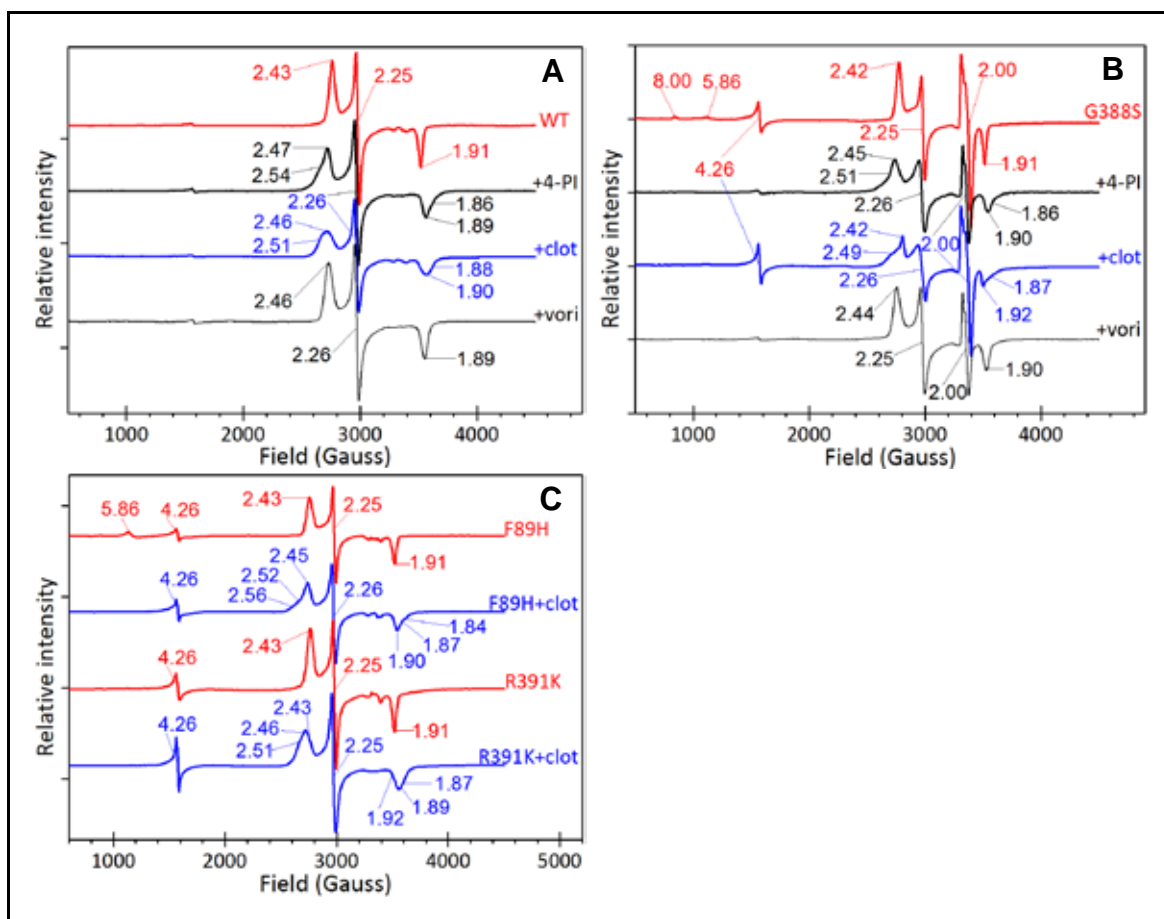 A
Relative intensity
2.43
2.25
WT
1.91
2.47
2.54
+4-PI
1.86
1.89
2.26
2.46
2.51
+clot
1.88
1.90
2.46
+vori
2.26
1.89
1000 2000 3000 4000
Field (Gauss)
B
Relative intensity
8.00 5.86
2.42
2.00
G388S
2.25
1.91
4.26
2.45
2.51
+4-PI
2.26
1.86
1.90
2.42
2.49
2.00
+clot
2.26
1.87
1.92
2.44
+vori
2.25
1.90
2.00
1000 2000 3000 4000
Field (Gauss)
C
Relative intensity
5.86 4.26
2.43
2.25
F89H
1.91
2.45
4.26
2.52
2.56
2.26
F89H+clot
1.84
1.87
1.90
2.43
4.26
2.25
R391K
1.91
2.43
4.26
2.46
2.51
2.25
R391K+clot
1.87
1.89
1.92
1000 2000 3000 4000 5000
Field (Gauss)